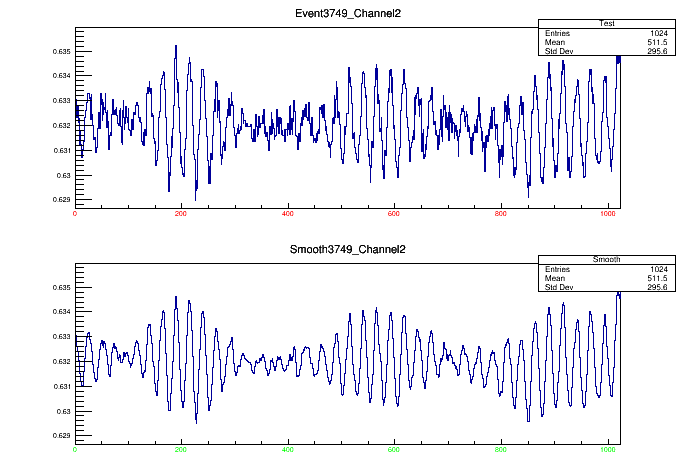 Event3749_Channel2
Test
Entries 1024
Mean 511.5
Std Dev 295.6
0.635
0.634
0.633
0.632
0.631
0.63
0.629
0 200 400 600 800 1000
Smooth3749_Channel2
Smooth
Entries 1024
Mean 511.5
Std Dev 295.6
0.635
0.634
0.633
0.632
0.631
0.63
0.629
0 200 400 600 800 1000